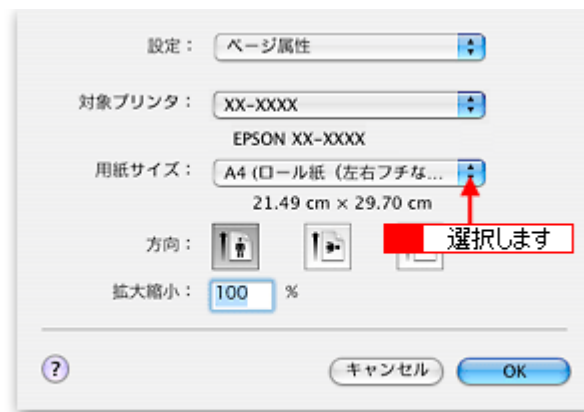 設定： ページ属性
対象プリンタ： XX-XXXX
EPSON XX-XXXX
用紙サイズ： A4 (ロール紙（左右フチな...
21.49 cm × 29.70 cm
選択します
方向：
拡大縮小： 100 %
? キャンセル OK